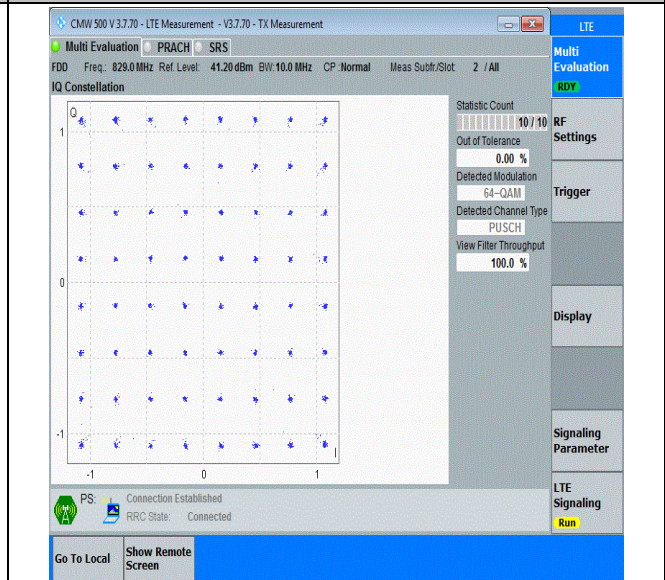 CMW 500 V 3.7.70 - LTE Measurement - V3.7.70 - TX Measurement
LTE
Multi Evaluation PRACH SRS
FDD Freq.: 829.0 MHz Ref. Level: 41.20 dBm BW: 10.0 MHz CP : Normal Meas Subfr./Slot: 2 / All
IQ Constellation
Q
1
0
-1
-1 0 1
I
Statistic Count
10 / 10
Out of Tolerance
0.00 %
Detected Modulation
64-QAM
Detected Channel Type
PUSCH
View Filter Throughput
100.0 %
Multi
Evaluation
RDY
RF
Settings
Trigger
Display
Signaling
Parameter
LTE
Signaling
Run
PS: Connection Established
RRC State: Connected
Go To Local
Show Remote
Screen